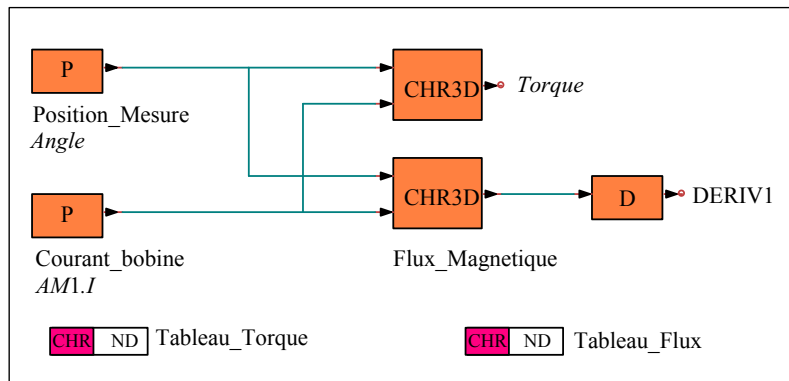 P
Position_Mesure
Angle
CHR3D
Torque
P
Courant_bobine
AM1.I
CHR3D
Flux_Magnetique
D
DERIV1
CHR ND Tableau_Torque
CHR ND Tableau_Flux